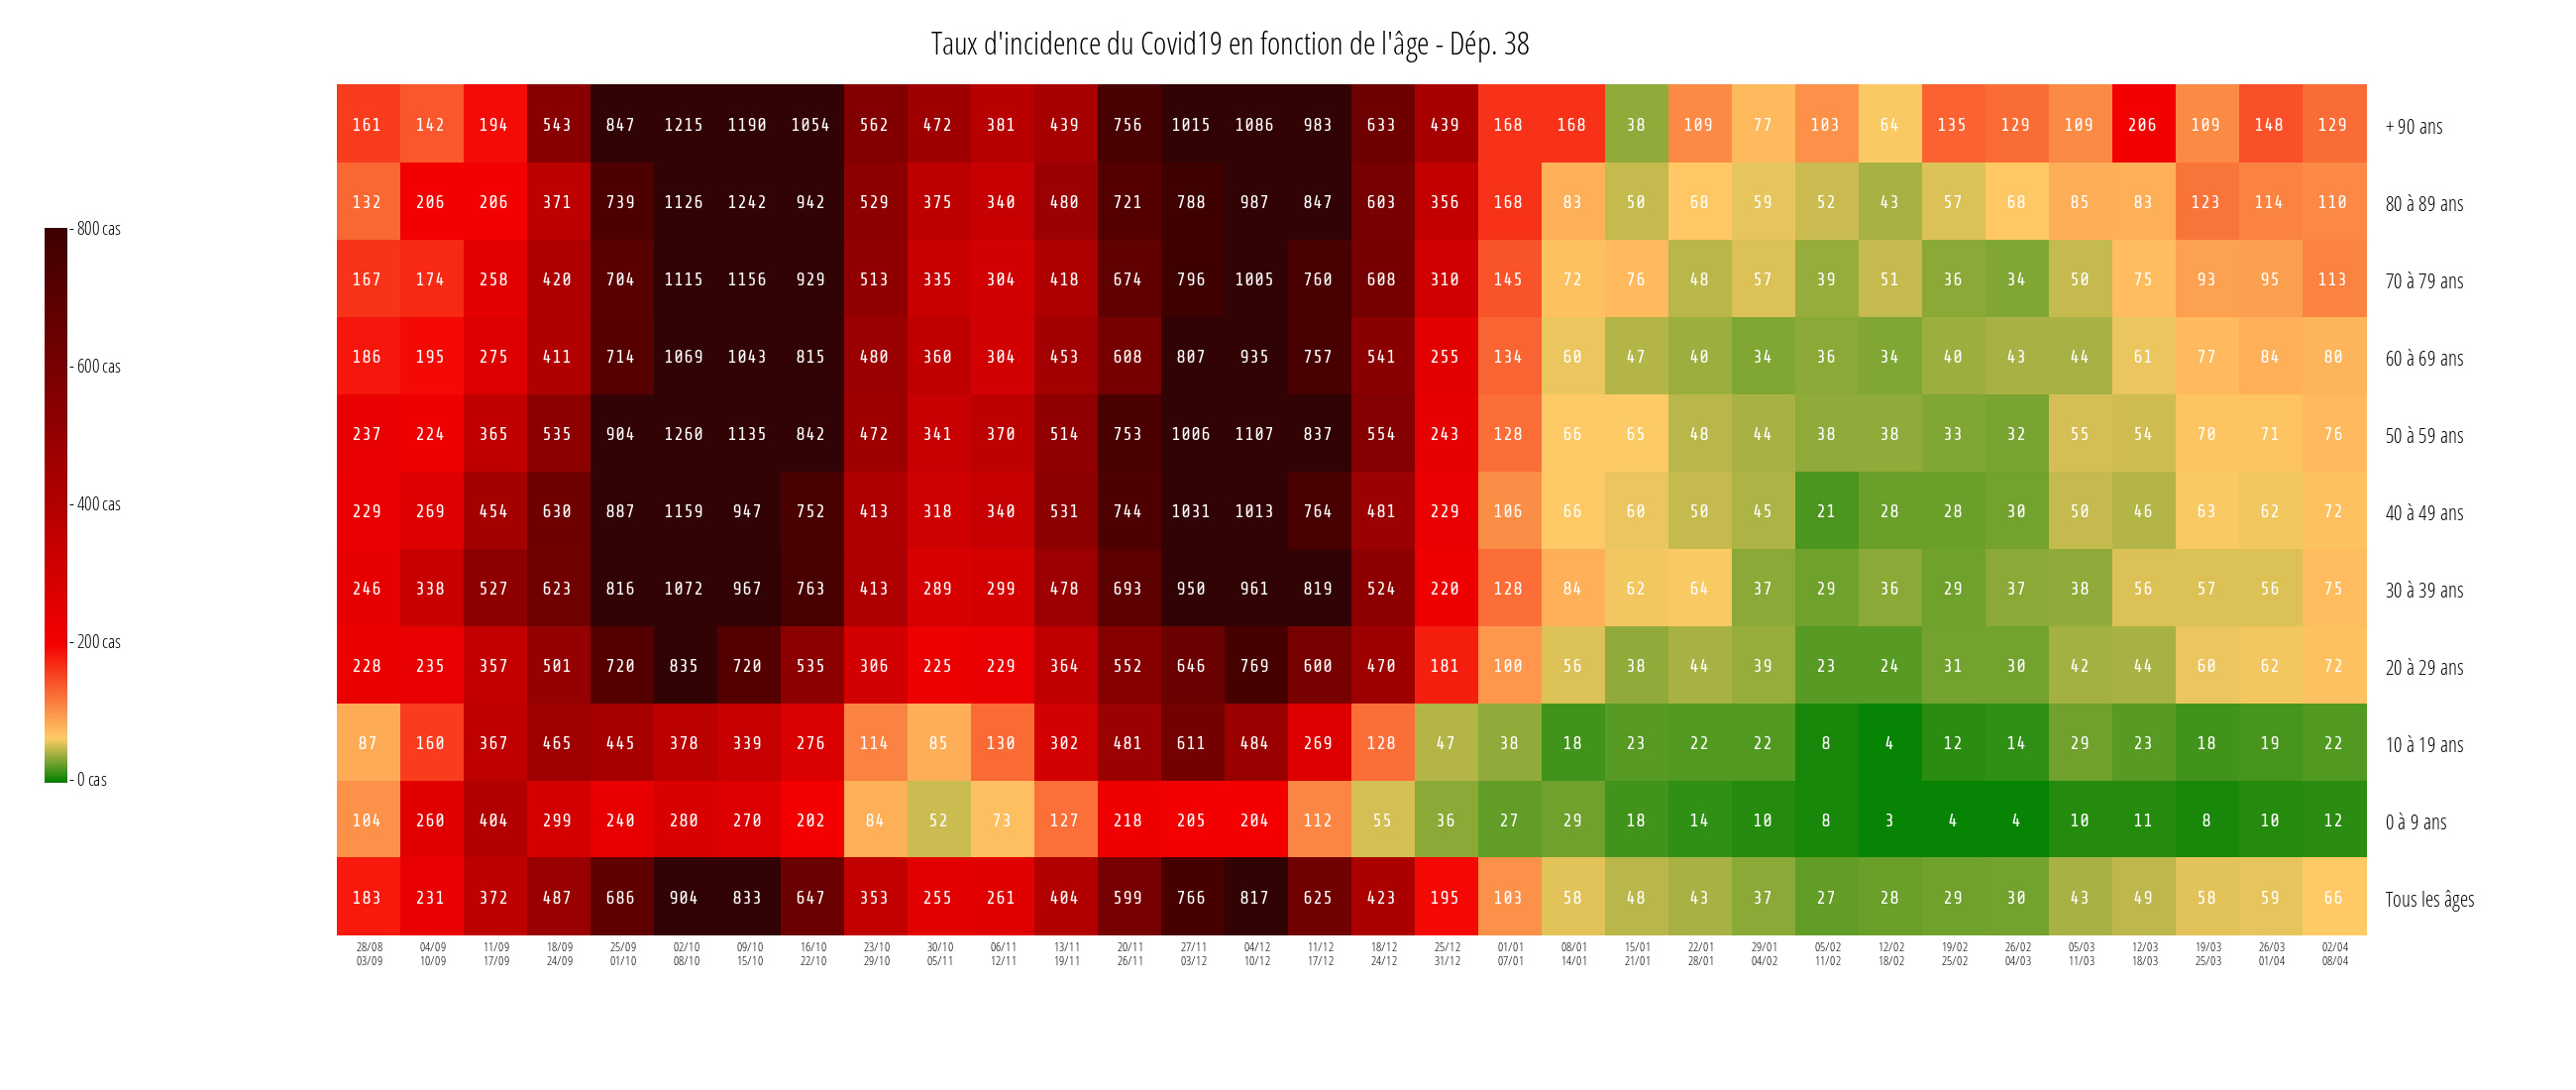 Taux d'incidence du Covid19 en fonction de l'âge - Dép. 38
- 800 cas
- 600 cas
- 400 cas
- 200 cas
- 0 cas
161 142 194 543 847 1215 1190 1054 562 472 381 439 756 1015 1086 983 633 439 168 168 38 109 77 103 64 135 129 109 206 109 148 129 + 90 ans
132 206 206 371 739 1126 1242 942 529 375 340 480 721 788 987 847 603 356 168 83 50 68 59 52 43 57 68 85 83 123 114 110 80 à 89 ans
167 174 258 420 704 1115 1156 929 513 335 304 418 674 796 1005 760 608 310 145 72 76 48 57 39 51 36 34 50 75 93 95 113 70 à 79 ans
186 195 275 411 714 1069 1043 815 480 360 304 453 608 807 935 757 541 255 134 60 47 40 34 36 34 40 43 44 61 77 84 80 60 à 69 ans
237 224 365 535 904 1260 1135 842 472 341 370 514 753 1006 1107 837 554 243 128 66 65 48 44 38 38 33 32 55 54 70 71 76 50 à 59 ans
229 269 454 630 887 1159 947 752 413 318 340 531 744 1031 1013 764 481 229 106 66 60 50 45 21 28 28 30 50 46 63 62 72 40 à 49 ans
246 338 527 623 816 1072 967 763 413 289 299 478 693 950 961 819 524 220 128 84 62 64 37 29 36 29 37 38 56 57 56 75 30 à 39 ans
228 235 357 501 720 835 720 535 306 225 229 364 552 646 769 600 470 181 100 56 38 44 39 23 24 31 30 42 44 60 62 72 20 à 29 ans
87 160 367 465 445 378 339 276 114 85 130 302 481 611 484 269 128 47 38 18 23 22 22 8 4 12 14 29 23 18 19 22 10 à 19 ans
104 260 404 299 240 280 270 202 84 52 73 127 218 205 204 112 55 36 27 29 18 14 10 8 3 4 4 10 11 8 10 12 0 à 9 ans
183 231 372 487 686 904 833 647 353 255 261 404 599 766 817 625 423 195 103 58 48 43 37 27 28 29 30 43 49 58 59 66 Tous les âges
28/08 04/09 11/09 18/09 25/09 02/10 09/10 16/10 23/10 30/10 06/11 13/11 20/11 27/11 04/12 11/12 18/12 25/12 01/01 08/01 15/01 22/01 29/01 05/02 12/02 19/02 26/02 05/03 12/03 19/03 26/03 02/04
03/09 10/09 17/09 24/09 01/10 08/10 15/10 22/10 29/10 05/11 12/11 19/11 26/11 03/12 10/12 17/12 24/12 31/12 07/01 14/01 21/01 28/01 04/02 11/02 18/02 25/02 04/03 11/03 18/03 25/03 01/04 08/04